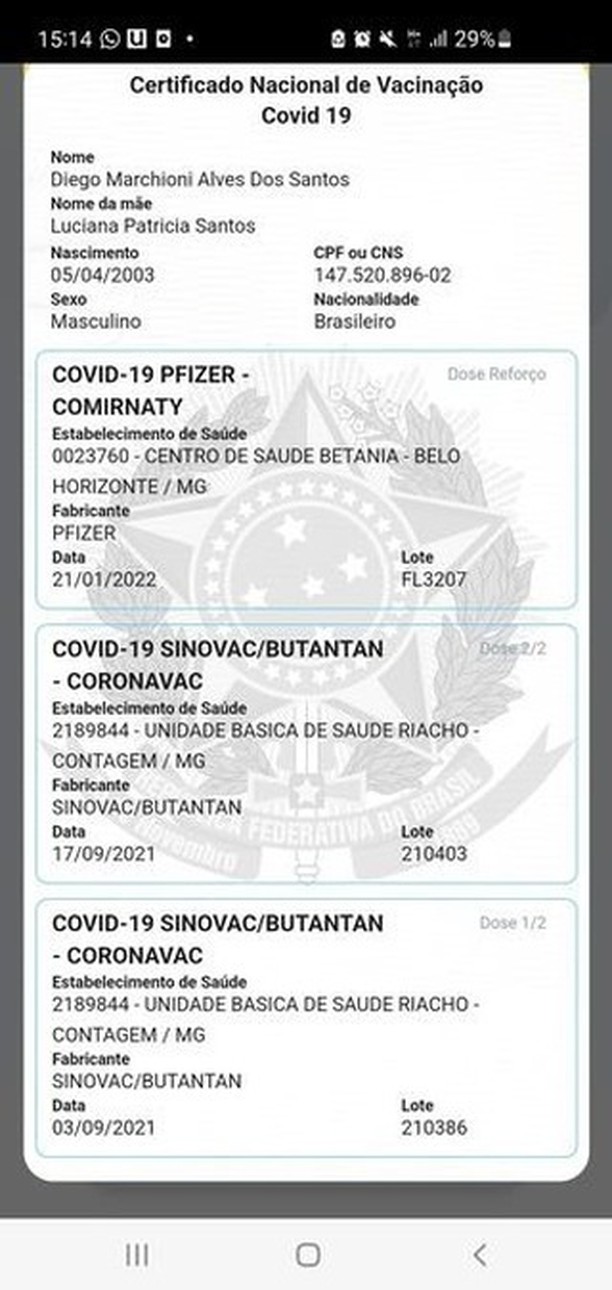 15:14 29%
Certificado Nacional de Vacinação
Covid 19
Nome
Diego Marchioni Alves Dos Santos
Nome da mãe
Luciana Patricia Santos
Nascimento CPF ou CNS
05/04/2003 147.520.896-02
Sexo Nacionalidade
Masculino Brasileiro
COVID-19 PFIZER - Dose Reforço
COMIRNATY
Estabelecimento de Saúde
0023760 - CENTRO DE SAUDE BETANIA - BELO
HORIZONTE / MG
Fabricante
PFIZER
Data Lote
21/01/2022 FL3207
COVID-19 SINOVAC/BUTANTAN Dose 2/2
- CORONAVAC
Estabelecimento de Saúde
2189844 - UNIDADE BASICA DE SAUDE RIACHO -
CONTAGEM / MG
Fabricante
SINOVAC/BUTANTAN
FEDERATIVA DO BRASIL
Novembro
Data Lote
17/09/2021 210403
COVID-19 SINOVAC/BUTANTAN Dose 1/2
- CORONAVAC
Estabelecimento de Saúde
2189844 - UNIDADE BASICA DE SAUDE RIACHO -
CONTAGEM / MG
Fabricante
SINOVAC/BUTANTAN
Data Lote
03/09/2021 210386